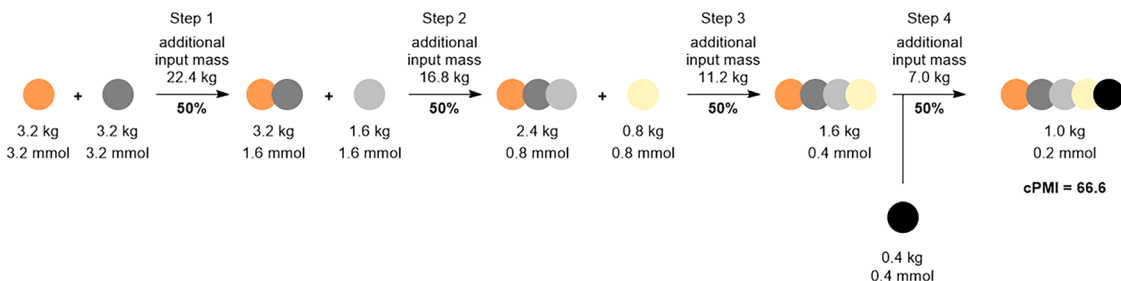 Step 1
additional
input mass
22.4 kg
50%
Step 2
additional
input mass
16.8 kg
50%
Step 3
additional
input mass
11.2 kg
50%
Step 4
additional
input mass
7.0 kg
50%
+
+
+
3.2 kg
3.2 mmol
3.2 kg
3.2 mmol
3.2 kg
1.6 mmol
1.6 kg
1.6 mmol
2.4 kg
0.8 mmol
0.8 kg
0.8 mmol
1.6 kg
0.4 mmol
1.0 kg
0.2 mmol
cPMI = 66.6
0.4 kg
0.4 mmol